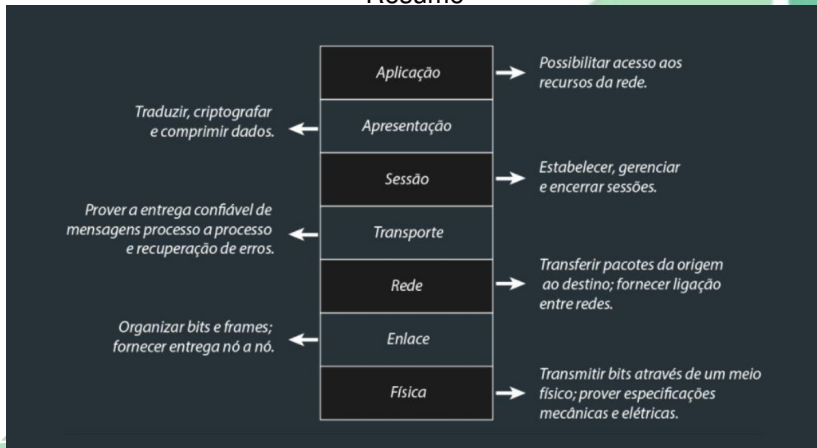 Resumo
Aplicação
Possibilitar acesso aos
recursos da rede.
Traduzir, criptografar
e comprimir dados.
Apresentação
Sessão
Estabelecer, gerenciar
e encerrar sessões.
Prover a entrega confiável de
mensagens processo a processo
e recuperação de erros.
Transporte
Rede
Transferir pacotes da origem
ao destino; fornecer ligação
entre redes.
Organizar bits e frames;
fornecer entrega nó a nó.
Enlace
Física
Transmitir bits através de um meio
físico; prover especificações
mecânicas e elétricas.